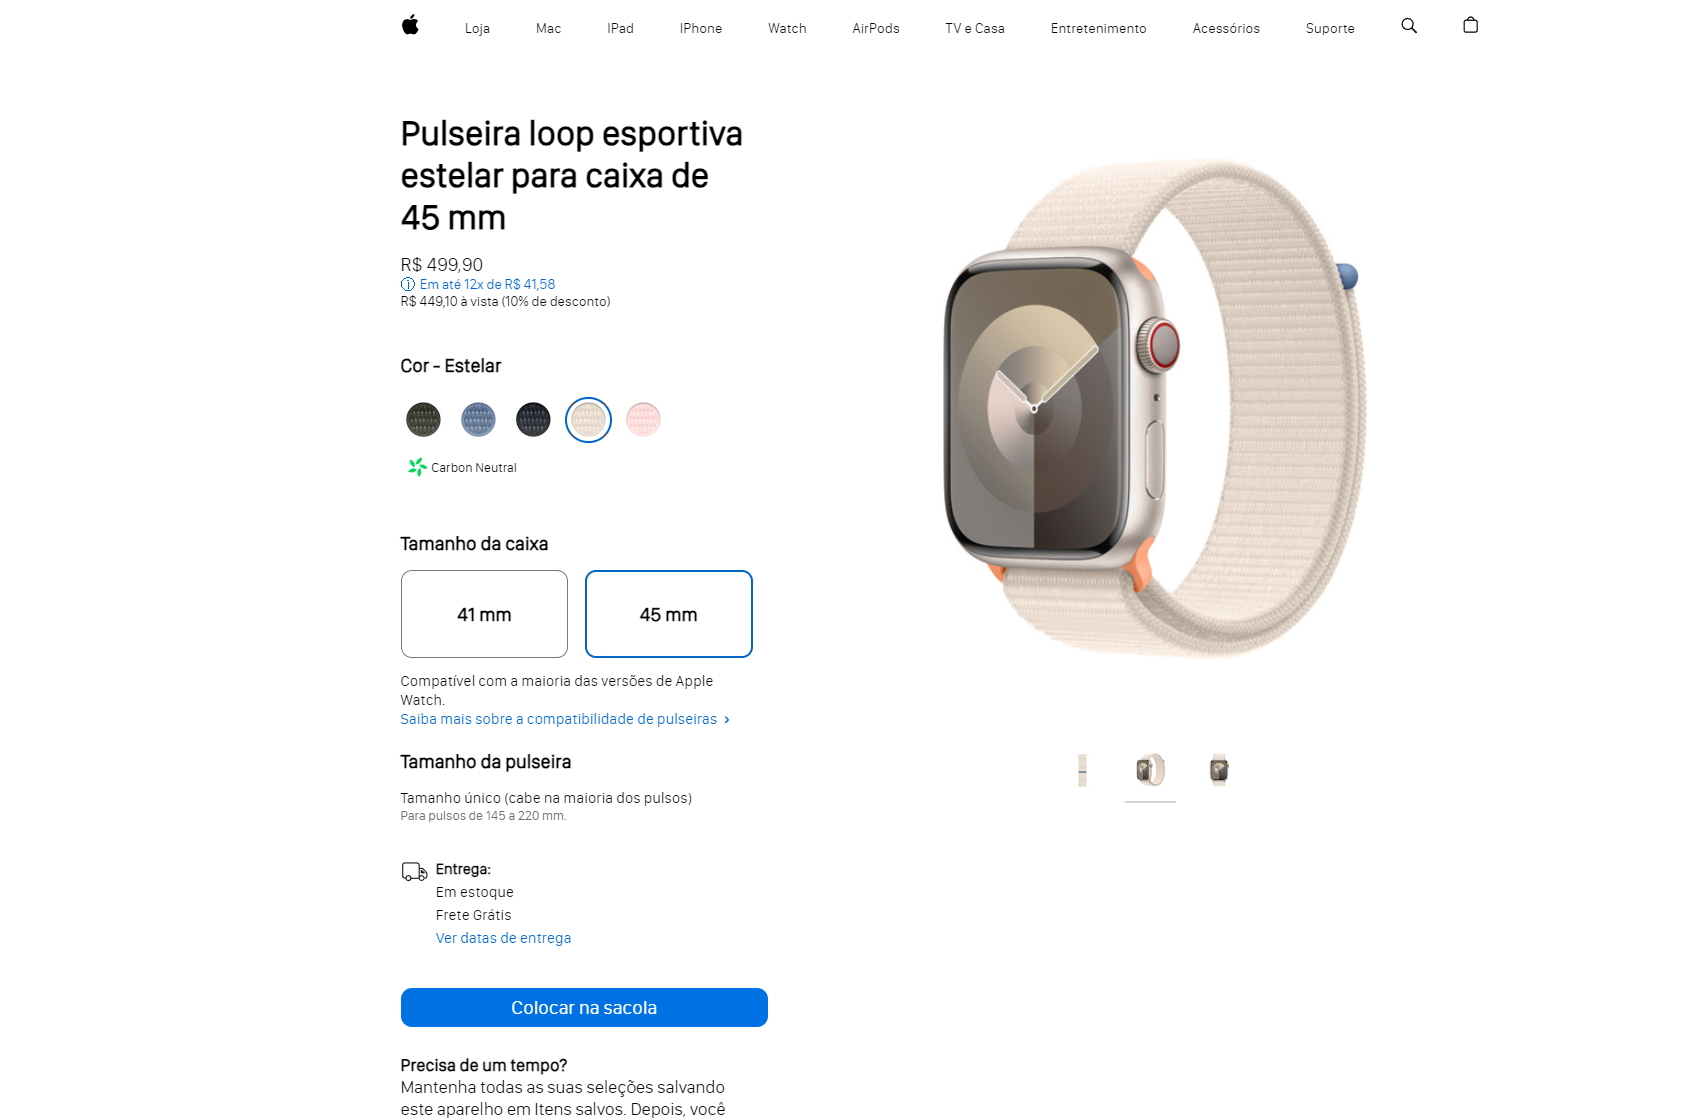 Loja Mac IPad IPhone Watch AirPods TV e Casa Entretenimento Acessórios Suporte
Pulseira loop esportiva
estelar para caixa de
45 mm
R$ 499,90
Em até 12x de R$ 41,58
R$ 449,10 à vista (10% de desconto)
Cor - Estelar
Carbon Neutral
Tamanho da caixa
41 mm 45 mm
Compatível com a maioria das versões de Apple
Watch.
Saiba mais sobre a compatibilidade de pulseiras ›
Tamanho da pulseira
Tamanho único (cabe na maioria dos pulsos)
Para pulsos de 145 a 220 mm.
Entrega:
Em estoque
Frete Grátis
Ver datas de entrega
Colocar na sacola
Precisa de um tempo?
Mantenha todas as suas seleções salvando
este aparelho em Itens salvos. Depois, você